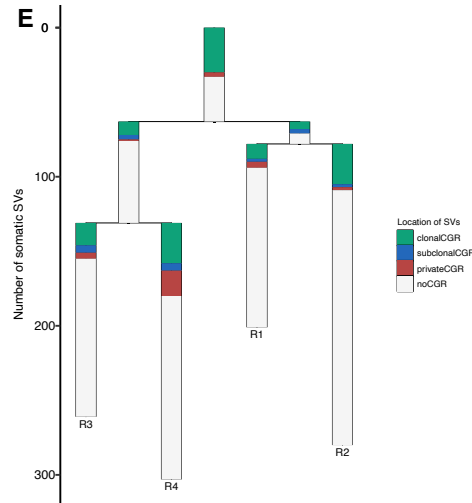 E
0
100
200
300
Number of somatic SVs
R3
R4
R1
R2
Location of SVs
clonalCGR
subclonalCGR
privateCGR
noCGR